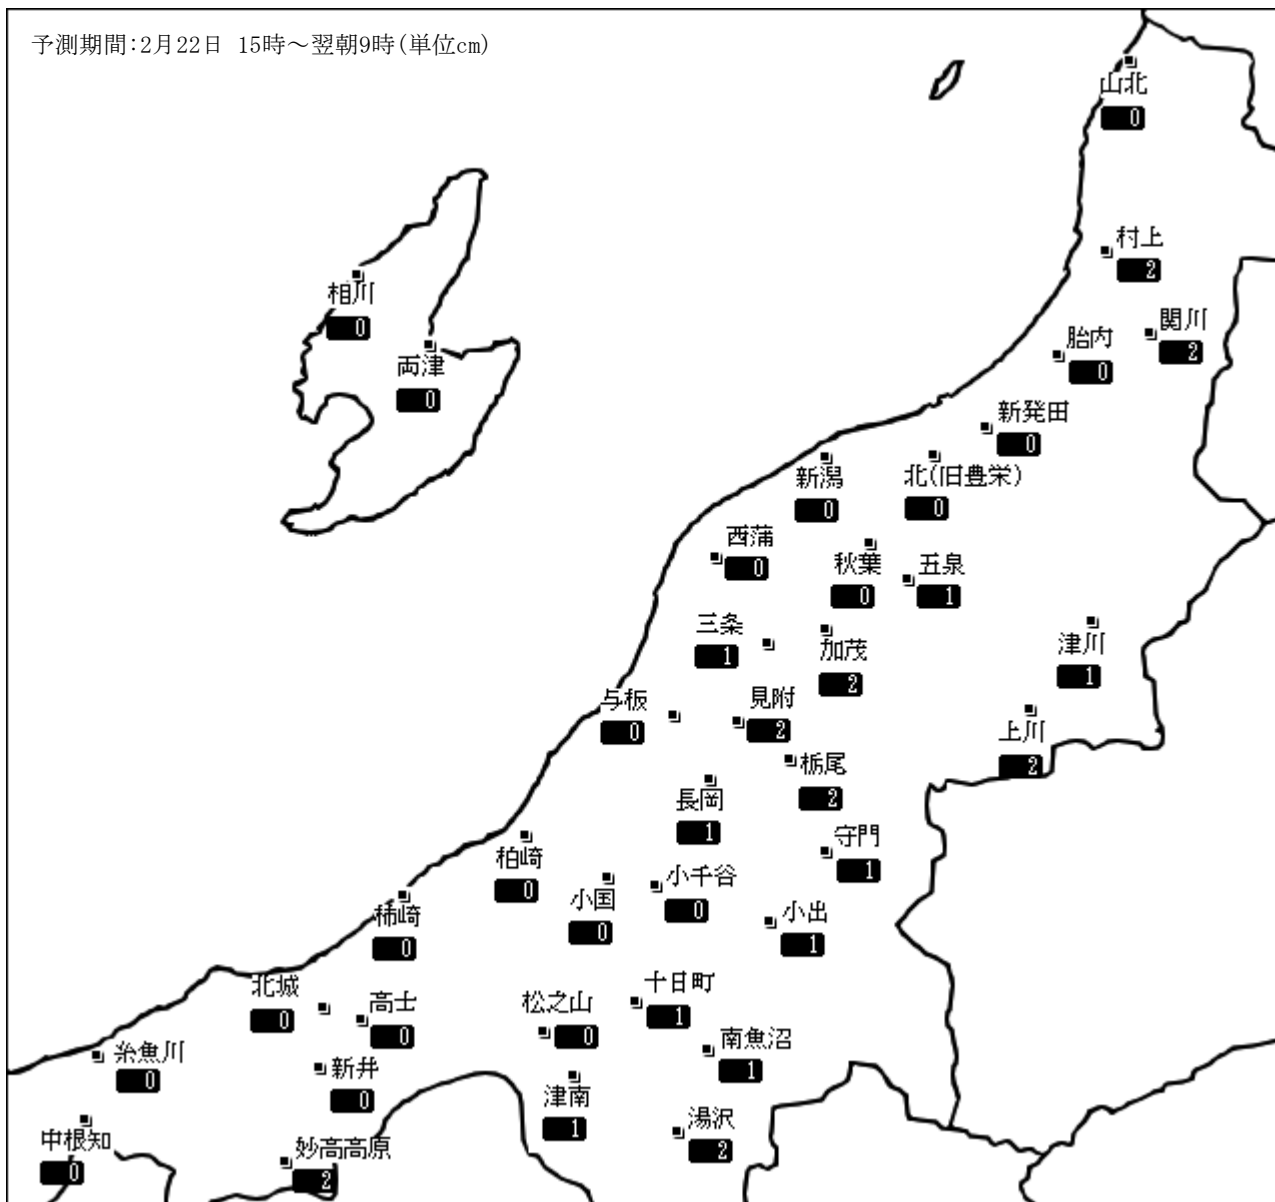 予測期間:2月22日 15時～翌朝9時(単位cm)
山北
0
村上
2
相川
0
関川
2
胎内
0
両津
0
新発田
0
新潟
0
北(旧豊栄)
0
西蒲
0
秋葉
0
五泉
1
三条
1
加茂
2
津川
1
与板
0
見附
2
上川
2
栃尾
2
長岡
1
守門
1
柏崎
0
小千谷
0
小国
0
小出
1
柿崎
0
北城
0
高士
0
松之山
0
十日町
1
南魚沼
1
糸魚川
0
新井
0
津南
1
湯沢
2
中根知
0
妙高高原
2